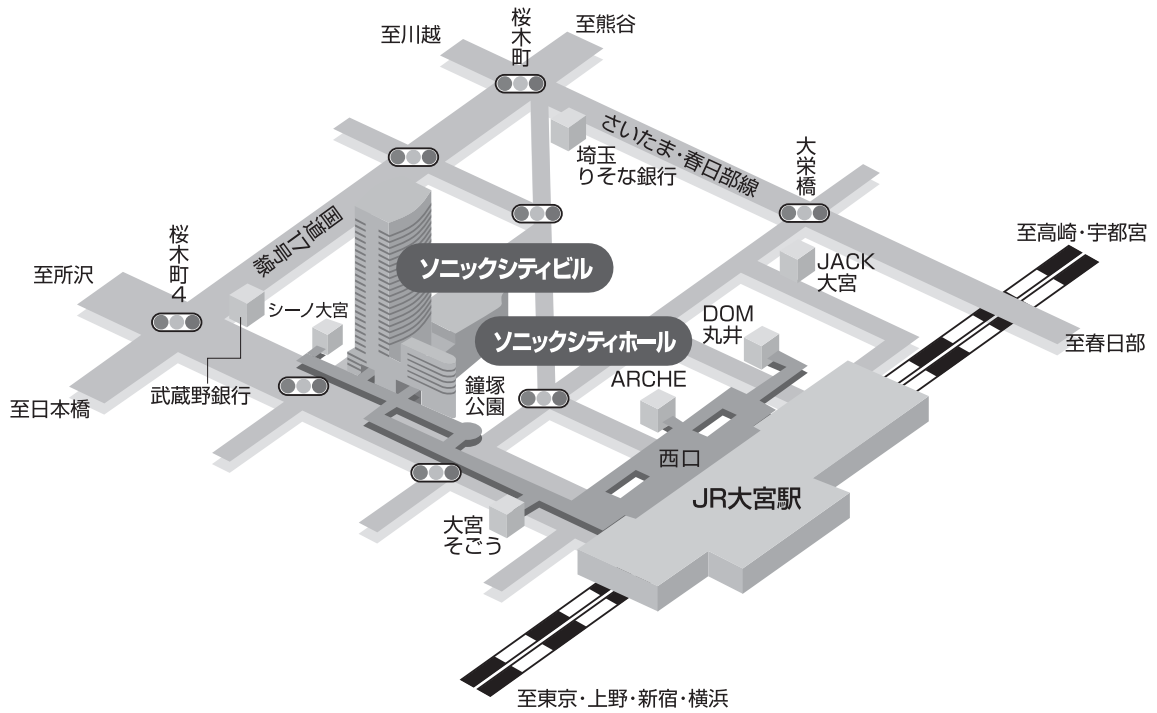 至川越
桜木町
至熊谷
さいたま・春日部線
埼玉
りそな銀行
大栄橋
至高崎・宇都宮
国道17号線
桜木町4
至所沢
ソニックシティビル
JACK
大宮
シーノ大宮
DOM
丸井
ソニックシティホール
至春日部
武蔵野銀行
ARCHE
鐘塚
公園
至日本橋
西口
JR大宮駅
大宮
そごう
至東京・上野・新宿・横浜